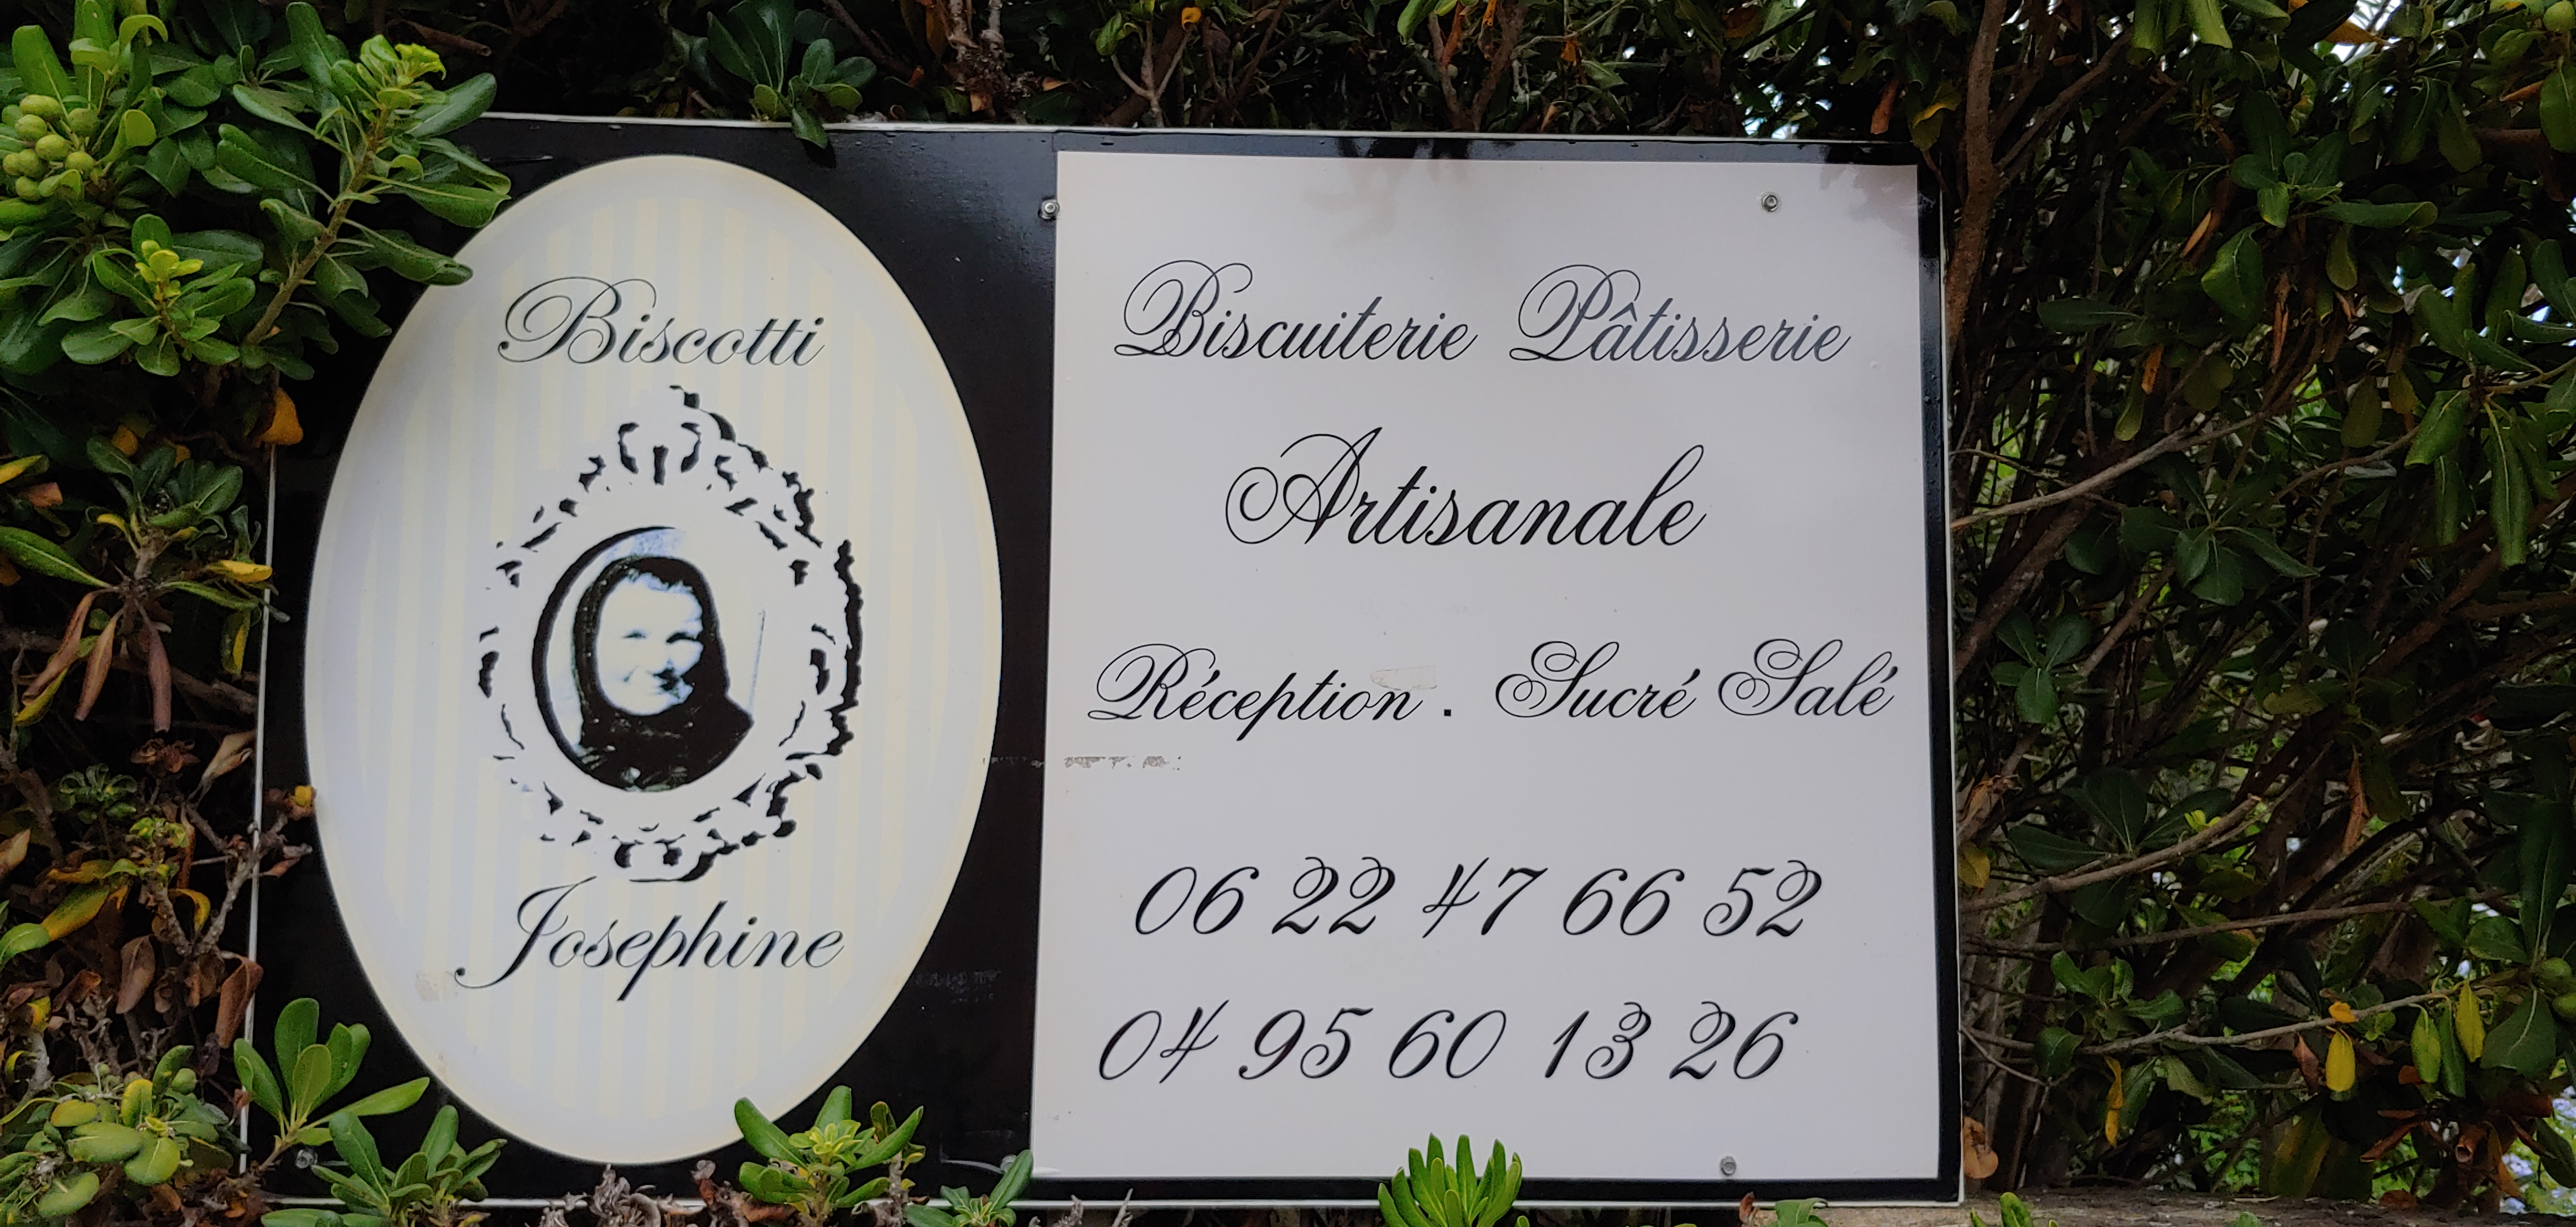 Biscotti
Josephine
Biscuiterie Pâtisserie
Artisanale
Réception . Sucré Salé
06 22 47 66 52
04 95 60 13 26